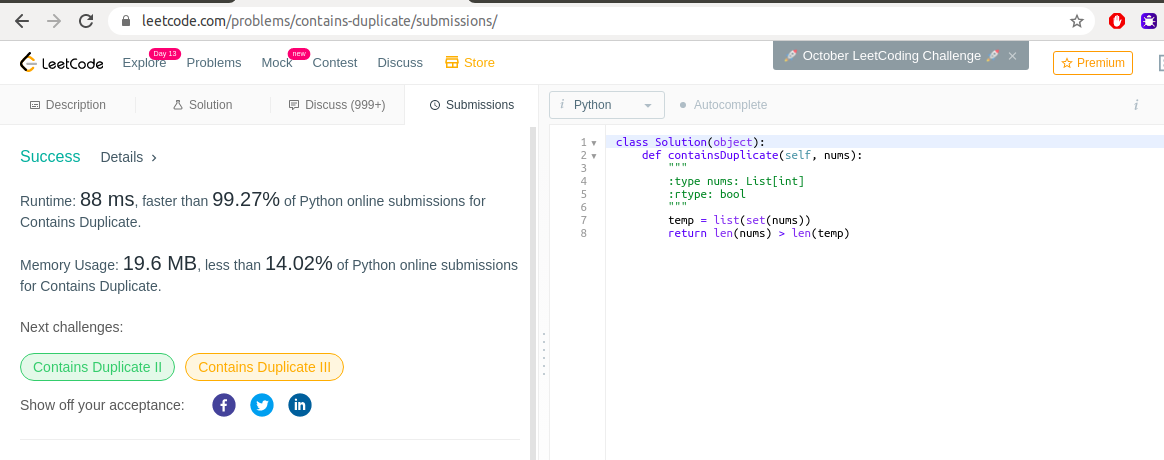 leetcode.com/problems/contains-duplicate/submissions/
LeetCode Explore Day 13 Problems Mock new Contest Discuss Store
October LeetCoding Challenge ×
Premium
Description Solution Discuss (999+) Submissions
i Python Autocomplete i
Success Details >
Runtime: 88 ms, faster than 99.27% of Python online submissions for
Contains Duplicate.
Memory Usage: 19.6 MB, less than 14.02% of Python online submissions
for Contains Duplicate.
Next challenges:
Contains Duplicate II Contains Duplicate III
Show off your acceptance: f in
1 class Solution(object):
2 def containsDuplicate(self, nums):
3 """
4 :type nums: List[int]
5 :rtype: bool
6 """
7 temp = list(set(nums))
8 return len(nums) > len(temp)